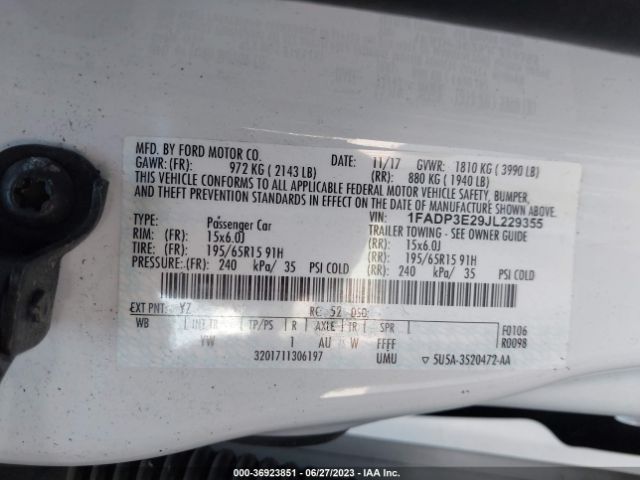 MFD. BY FORD MOTOR CO. DATE: 11/17 GVWR: 1810 KG ( 3990 LB)
GAWR: (FR): 972 KG ( 2143 LB) (RR): 880 KG ( 1940 LB)
THIS VEHICLE CONFORMS TO ALL APPLICABLE FEDERAL MOTOR VEHICLE SAFETY, BUMPER,
AND THEFT PREVENTION STANDARDS IN EFFECT ON THE DATE OF MANUFACTURE SHOWN ABOVE.
VIN: 1FADP3E29JL229355
TYPE: Passenger Car TRAILER TOWING - SEE OWNER GUIDE
RIM: (FR): 15x6.0J (RR): 15x6.0J
TIRE: (FR): 195/65R15 91H (RR): 195/65R15 91H
PRESSURE: (FR): 240 kPa/ 35 PSI COLD (RR): 240 kPa/ 35 PSI COLD
EXT PNT: YZ RC: 52 DSO:
WB INT TR TP/PS R AXLE TR SPR F0106
YW 1 AU W FFFF R0098
3201711306197 UMU ▽ 5U5A-3520472-AA
000-36923851 | 06/27/2023 | IAA Inc.